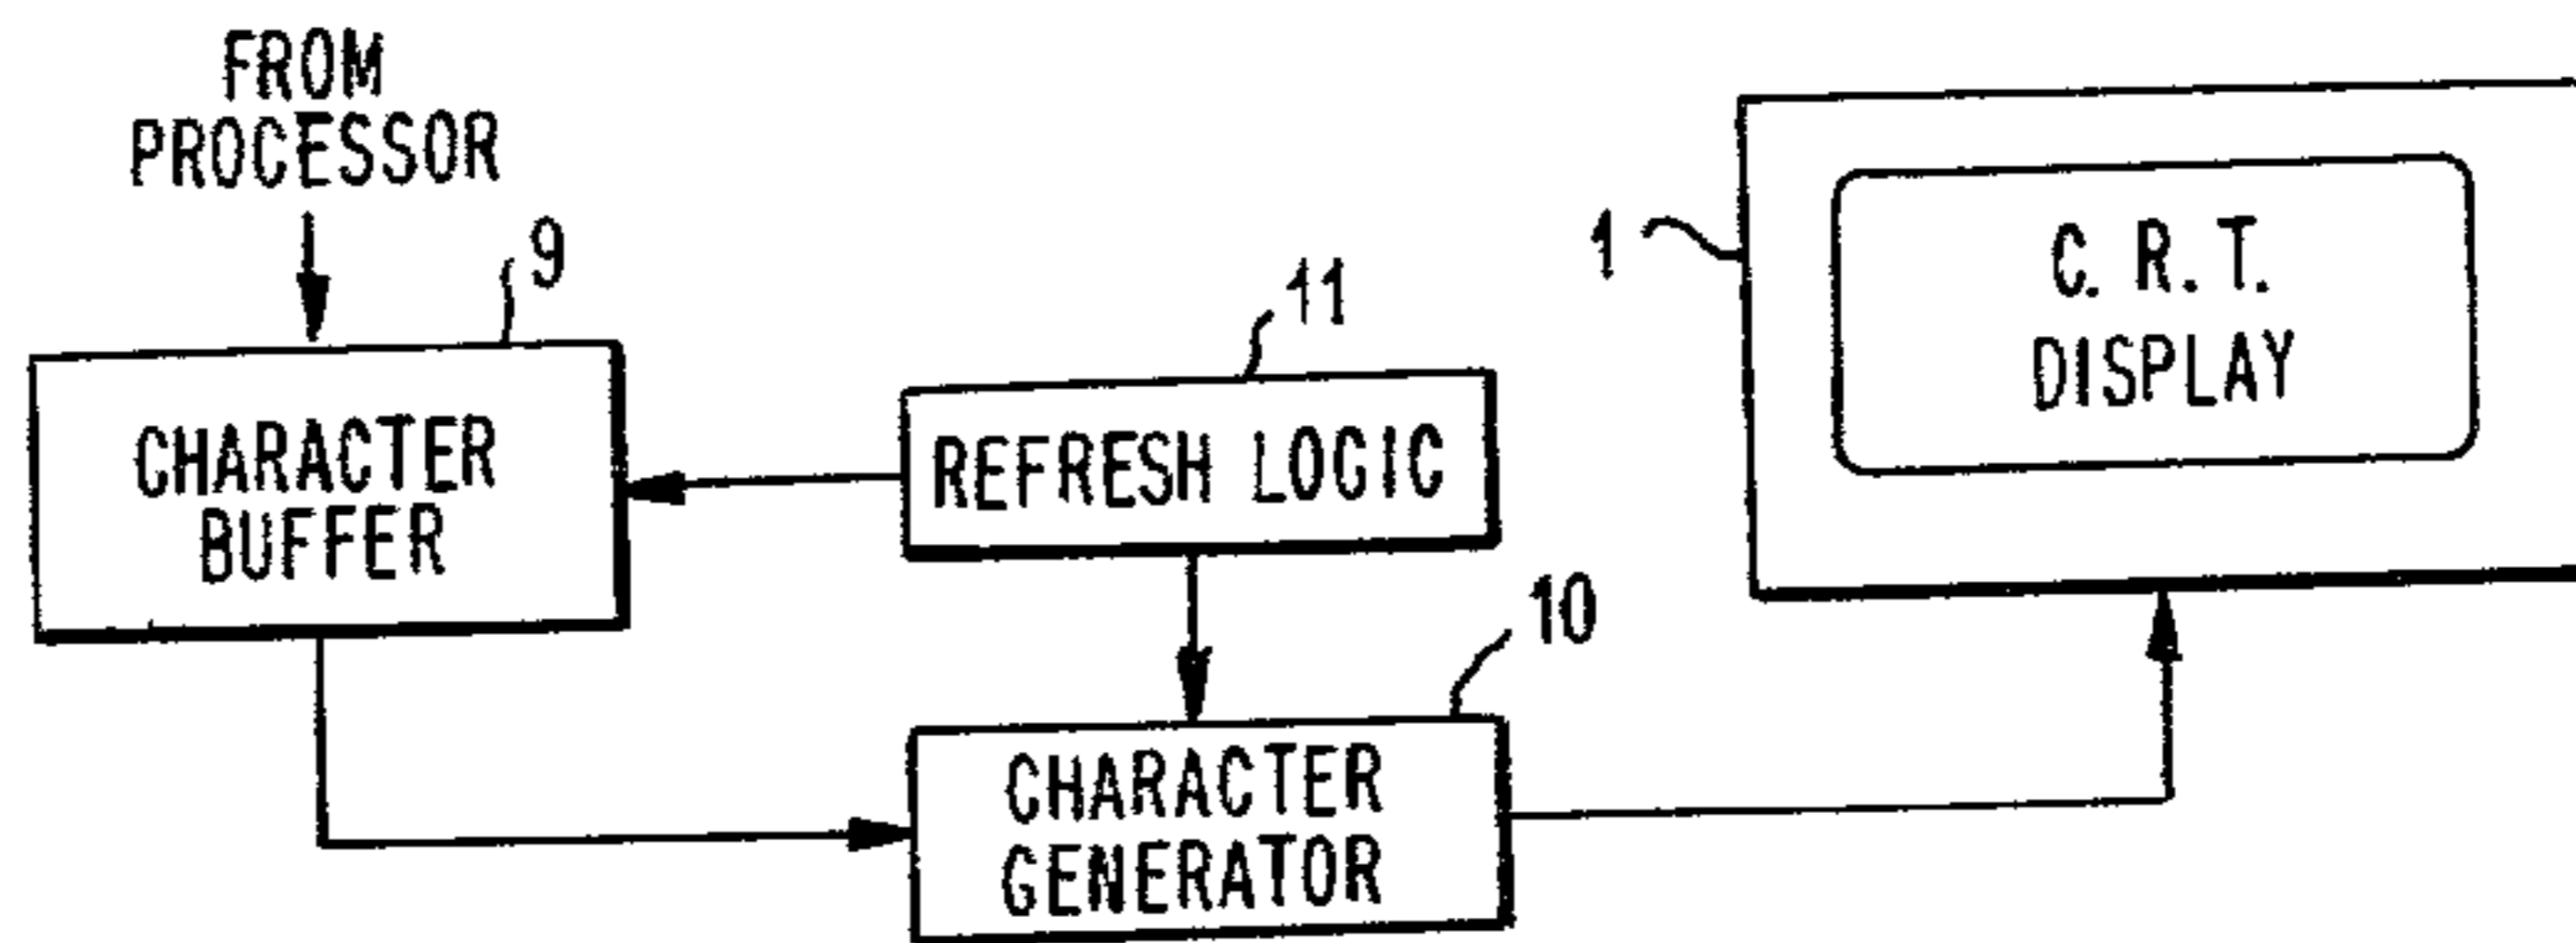 FROM
PROCESSOR
9
CHARACTER
BUFFER
11
REFRESH LOGIC
10
CHARACTER
GENERATOR
1
C. R. T.
DISPLAY